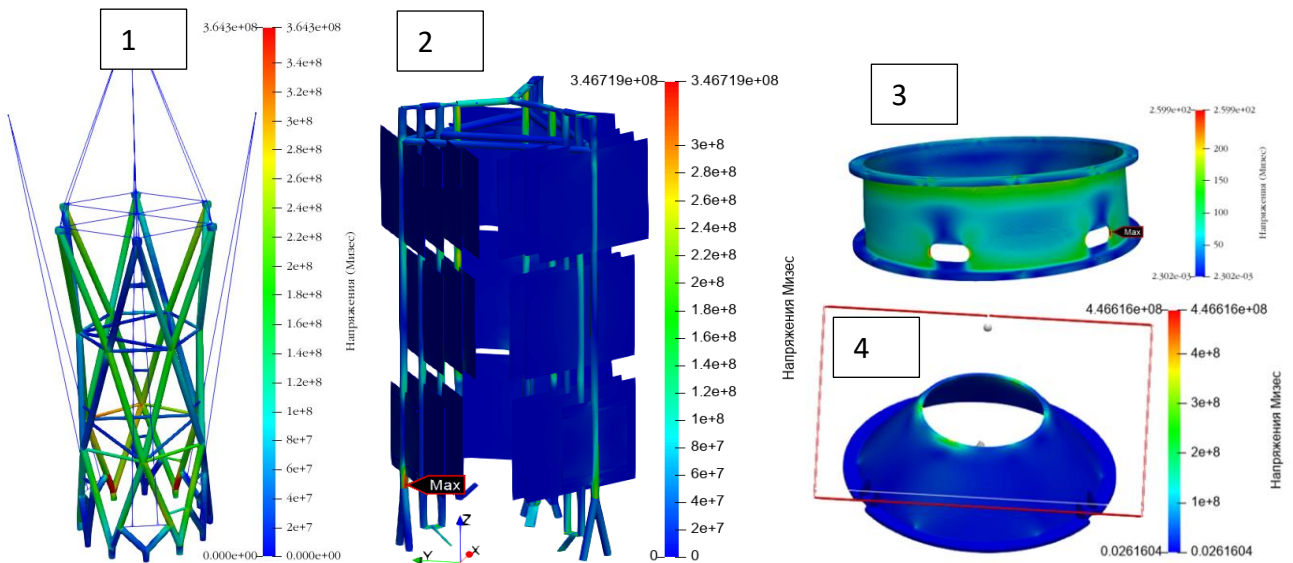 1
3.643e+08
3.643e+08
3.4e+8
3.2e+8
3e+8
2.8e+8
2.6e+8
2.4e+8
2.2e+8
2e+8
1.8e+8
1.6e+8
1.4e+8
1.2e+8
1e+8
8e+7
6e+7
4e+7
2e+7
0.000e+00
0.000e+00
Напряжения (Мизес)
2
3.46719e+08
3.46719e+08
3e+8
2.8e+8
2.6e+8
2.4e+8
2.2e+8
2e+8
1.8e+8
1.6e+8
1.4e+8
1.2e+8
1e+8
8e+7
6e+7
4e+7
2e+7
0
0
Напряжения Мизес
Max
Z
Y
X
3
2.599e+02
2.599e+02
200
150
100
50
2.302e-03
2.302e-03
Напряжения (Мизес)
Max
4
4.46616e+08
4.46616e+08
4e+8
3e+8
2e+8
1e+8
0.0261604
0.0261604
Напряжения Мизес